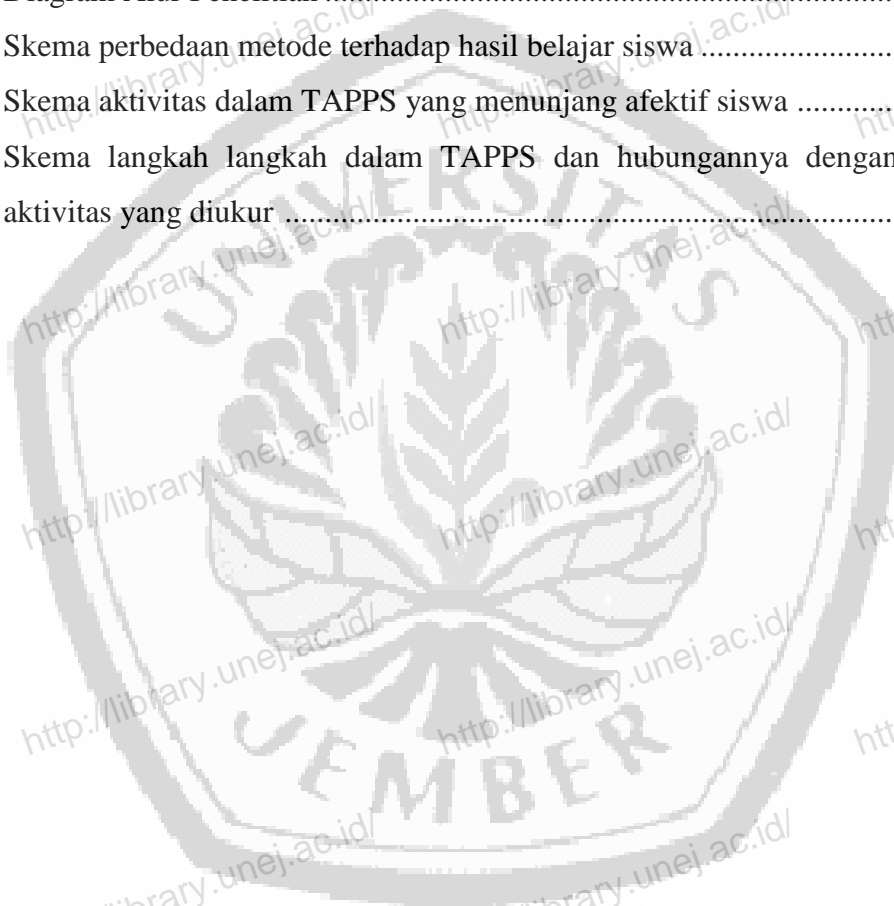 Diagram Alur Penelitian ........................................................................
Skema perbedaan metode terhadap hasil belajar siswa ..........................
Skema aktivitas dalam TAPPS yang menunjang afektif siswa .............
Skema langkah langkah dalam TAPPS dan hubungannya dengan
aktivitas yang diukur ..............................................................................
UNIVERSITAS
JEMBER
http://library.unej.ac.id/
http://library.unej.ac.id/
http://library.unej.ac.id/
http://library.unej.ac.id/
http://library.unej.ac.id/
http://library.unej.ac.id/
http://library.unej.ac.id/
http://library.unej.ac.id/